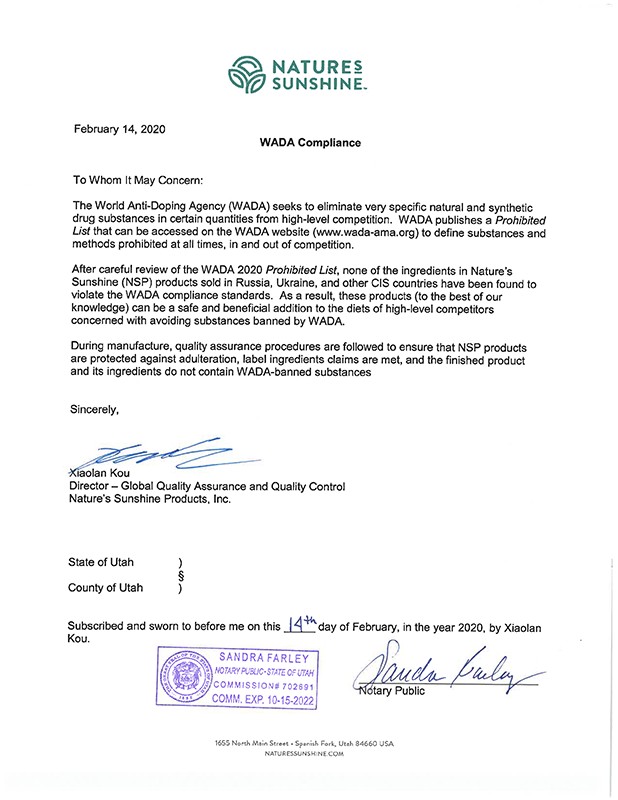 NATURE'S
SUNSHINE™
February 14, 2020
WADA Compliance
To Whom It May Concern:
The World Anti-Doping Agency (WADA) seeks to eliminate very specific natural and synthetic
drug substances in certain quantities from high-level competition. WADA publishes a Prohibited
List that can be accessed on the WADA website (www.wada-ama.org) to define substances and
methods prohibited at all times, in and out of competition.
After careful review of the WADA 2020 Prohibited List, none of the ingredients in Nature's
Sunshine (NSP) products sold in Russia, Ukraine, and other CIS countries have been found to
violate the WADA compliance standards. As a result, these products (to the best of our
knowledge) can be a safe and beneficial addition to the diets of high-level competitors
concerned with avoiding substances banned by WADA.
During manufacture, quality assurance procedures are followed to ensure that NSP products
are protected against adulteration, label ingredients claims are met, and the finished product
and its ingredients do not contain WADA-banned substances
Sincerely,
Xiaolan Kou
Director – Global Quality Assurance and Quality Control
Nature's Sunshine Products, Inc.
State of Utah )
§
County of Utah )
Subscribed and sworn to before me on this 14th day of February, in the year 2020, by Xiaolan
Kou.
SANDRA FARLEY
NOTARY PUBLIC-STATE OF UTAH
COMMISSION# 702691
COMM. EXP. 10-15-2022
Sandra Farley
Notary Public
1655 North Main Street • Spanish Fork, Utah 84660 USA
NATURESSUNSHINE.COM